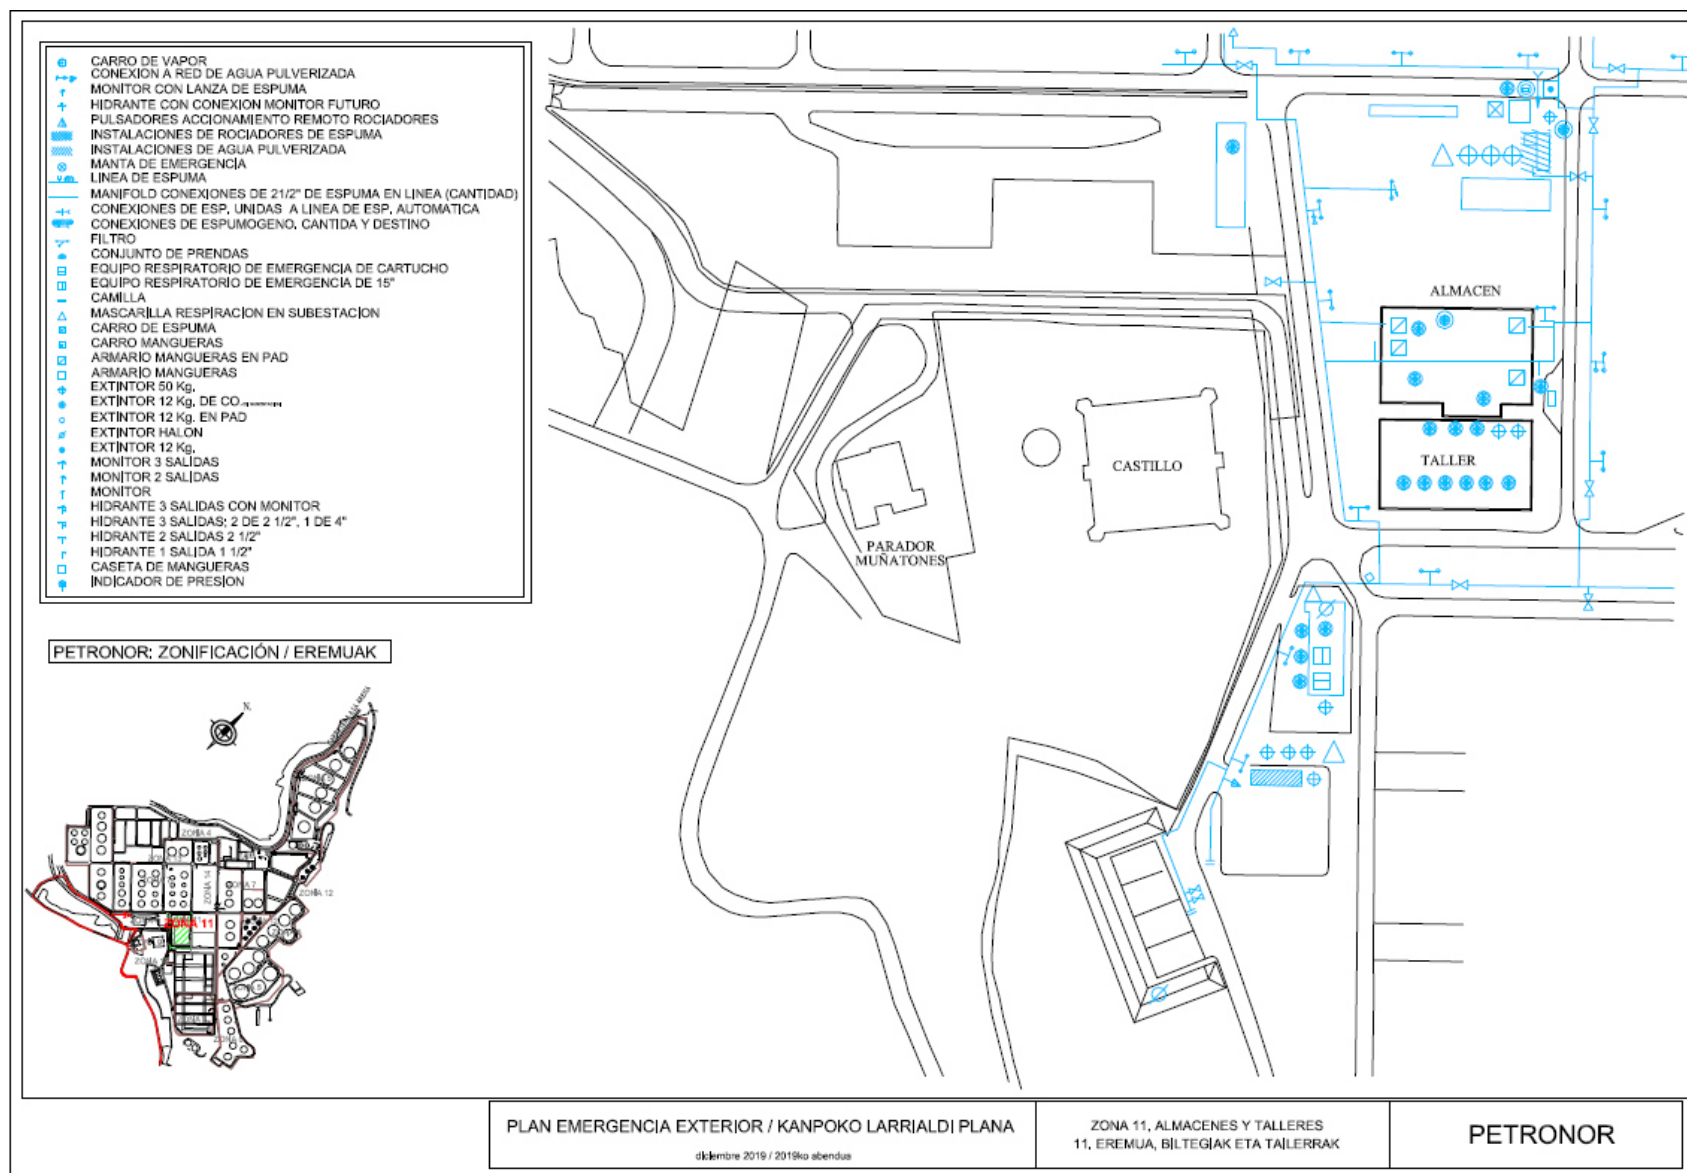 CARRO DE VAPOR
CONEXION A RED DE AGUA PULVERIZADA
MONITOR CON LANZA DE ESPUMA
HIDRANTE CON CONEXION MONITOR FUTURO
PULSADORES ACCIONAMIENTO REMOTO ROCIADORES
INSTALACIONES DE ROCIADORES DE ESPUMA
INSTALACIONES DE AGUA PULVERIZADA
MANTA DE EMERGENCIA
LINEA DE ESPUMA
MANIFOLD CONEXIONES DE 21/2" DE ESPUMA EN LINEA (CANTIDAD)
CONEXIONES DE ESP. UNIDAS A LINEA DE ESP. AUTOMATICA
CONEXIONES DE ESPUMOGENO. CANTIDA Y DESTINO
FILTRO
CONJUNTO DE PRENDAS
EQUIPO RESPIRATORIO DE EMERGENCIA DE CARTUCHO
EQUIPO RESPIRATORIO DE EMERGENCIA DE 15"
CAMILLA
MASCARILLA RESPIRACION EN SUBESTACION
CARRO DE ESPUMA
CARRO MANGUERAS
ARMARIO MANGUERAS EN PAD
ARMARIO MANGUERAS
EXTINTOR 50 Kg.
EXTINTOR 12 Kg. DE CO
EXTINTOR 12 Kg. EN PAD
EXTINTOR HALON
EXTINTOR 12 Kg.
MONITOR 3 SALIDAS
MONITOR 2 SALIDAS
MONITOR
HIDRANTE 3 SALIDAS CON MONITOR
HIDRANTE 3 SALIDAS; 2 DE 2 1/2", 1 DE 4"
HIDRANTE 2 SALIDAS 2 1/2"
HIDRANTE 1 SALIDA 1 1/2"
CASETA DE MANGUERAS
INDICADOR DE PRESION
ALMACEN
TALLER
CASTILLO
PARADOR
MUÑATONES
PETRONOR: ZONIFICACIÓN / EREMUAK
N.
ZONA 4
ZONA 14
ZONA 7
ZONA 12
ZONA 11
PLAN EMERGENCIA EXTERIOR / KANPOKO LARRIALDI PLANA
diciembre 2019 / 2019ko abendua
ZONA 11, ALMACENES Y TALLERES
11. EREMUA, BILTEGIAK ETA TAILERRAK
PETRONOR